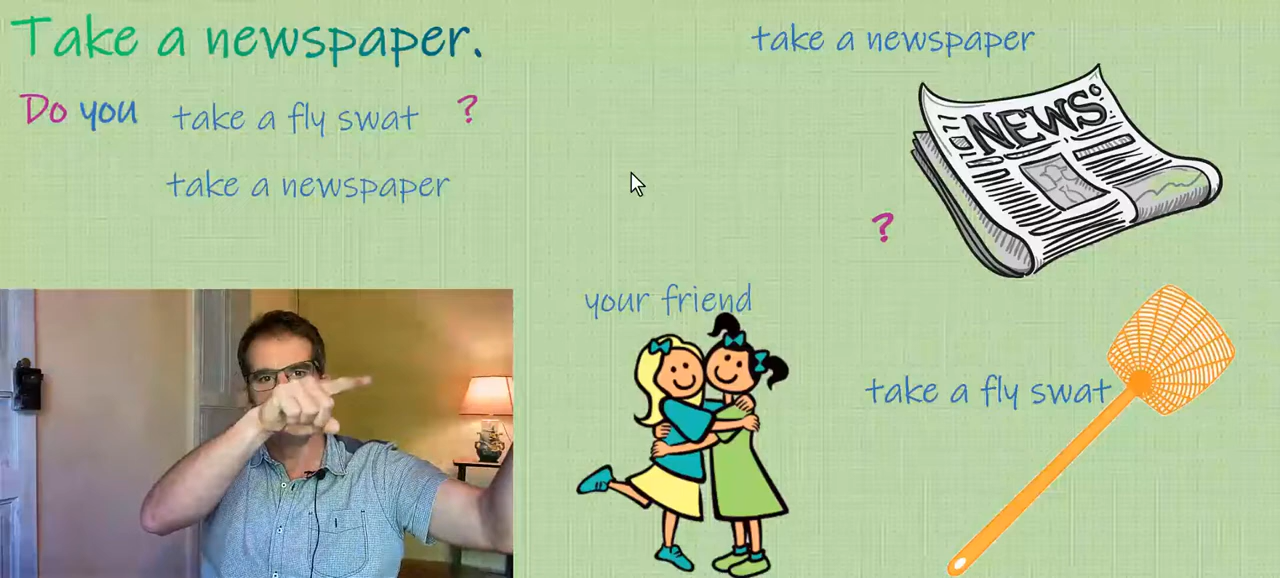 Take a newspaper.
Do you take a fly swat ?
take a newspaper
take a newspaper
NEWS
?
your friend
take a fly swat